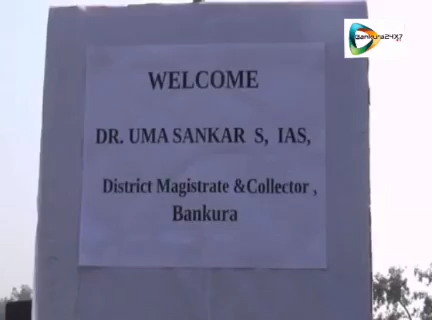 Bankura24X7
WELCOME
DR. UMA SANKAR S, IAS,
District Magistrate &Collector ,
Bankura